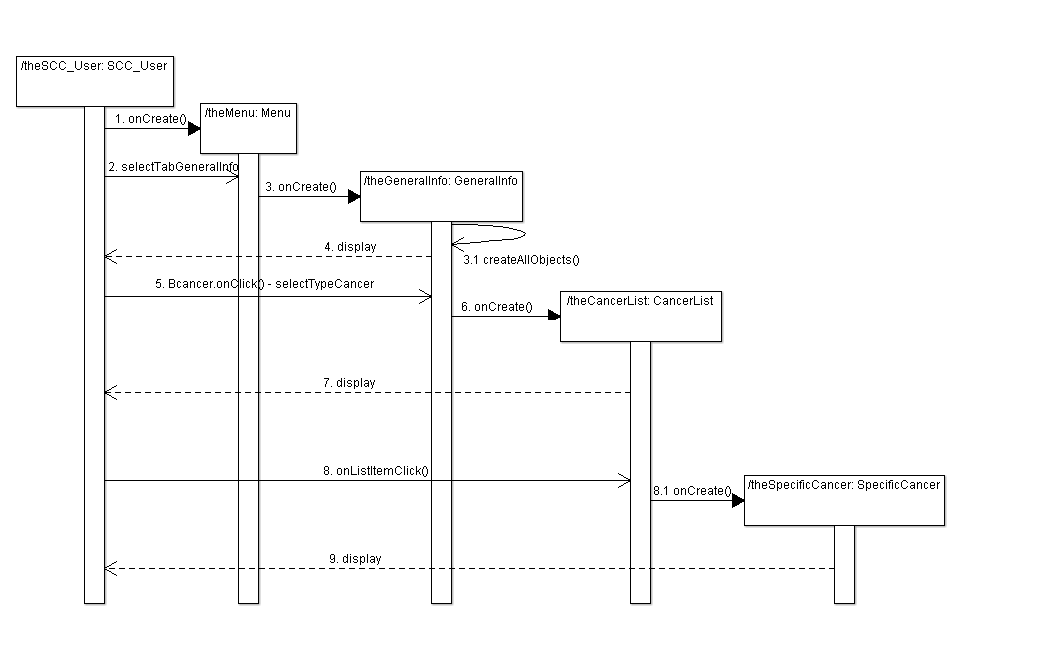 /theSCC_User: SCC_User
/theMenu: Menu
1. onCreate()
2. selectTabGeneralInfo
/theGeneralInfo: GeneralInfo
3. onCreate()
4. display
3.1 createAllObjects()
5. Bcancer.onClick() - selectTypeCancer
/theCancerList: CancerList
6. onCreate()
7. display
8. onListItemClick()
/theSpecificCancer: SpecificCancer
8.1 onCreate()
9. display